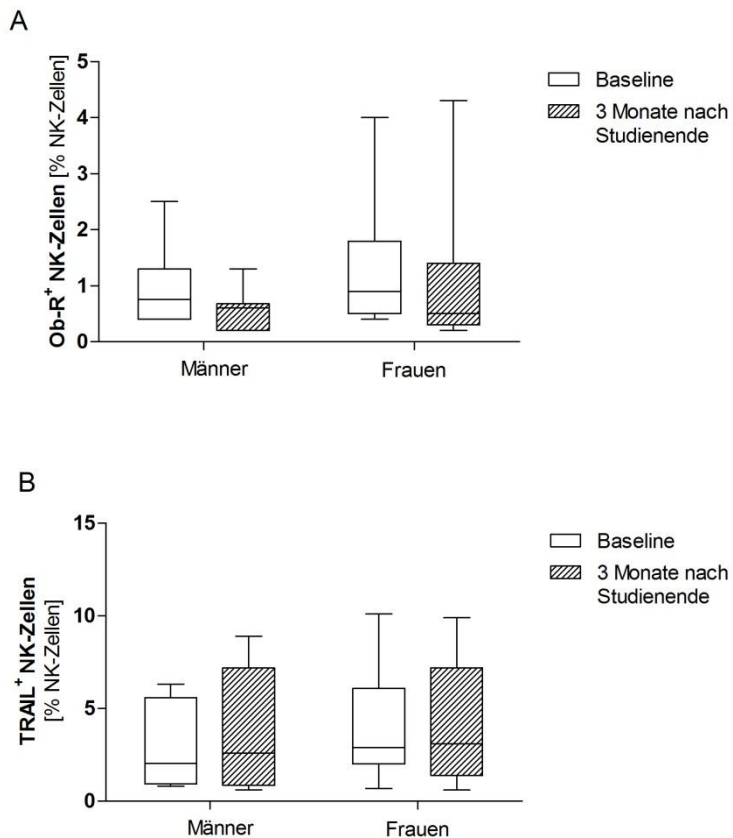 A
Ob-R+ NK-Zellen [% NK-Zellen]
5
4
3
2
1
0
Männer
Frauen
Baseline
3 Monate nach
Studienende
B
TRAIL+ NK-Zellen
[% NK-Zellen]
15
10
5
0
Männer
Frauen
Baseline
3 Monate nach
Studienende